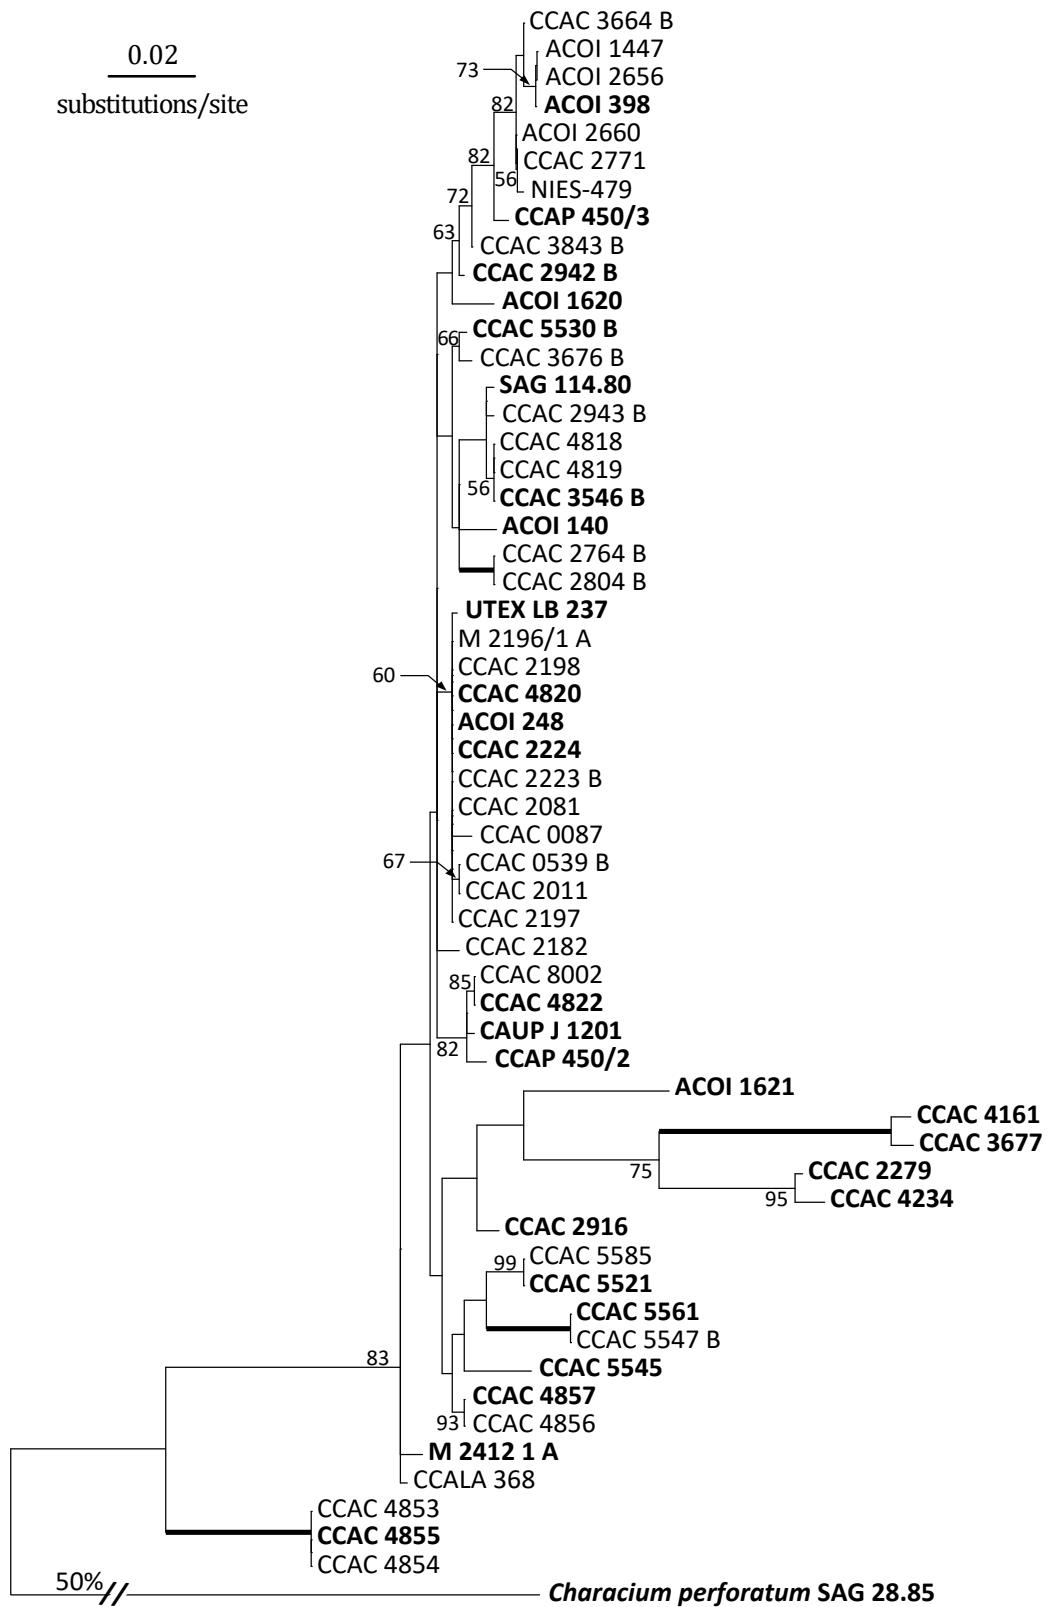 CCAC 3664 B
0.02
ACOI 1447
73
ACOI 2656
substitutions/site
82
ACOI 398
ACOI 2660
82
CCAC 2771
56
NIES-479
72
CCAP 450/3
63
CCAC 3843 B
CCAC 2942 B
ACOI 1620
CCAC 5530 B
66
CCAC 3676 B
SAG 114.80
CCAC 2943 B
CCAC 4818
CCAC 4819
56
CCAC 3546 B
ACOI 140
CCAC 2764 B
CCAC 2804 B
UTEX LB 237
M 2196/1 A
CCAC 2198
60
CCAC 4820
ACOI 248
CCAC 2224
CCAC 2223 B
CCAC 2081
CCAC 0087
67
CCAC 0539 B
CCAC 2011
CCAC 2197
CCAC 2182
CCAC 8002
85
CCAC 4822
CAUP J 1201
82
CCAP 450/2
ACOI 1621
CCAC 4161
CCAC 3677
75
CCAC 2279
95
CCAC 4234
CCAC 2916
CCAC 5585
99
CCAC 5521
CCAC 5561
CCAC 5547 B
83
CCAC 5545
CCAC 4857
93
CCAC 4856
M 2412 1 A
CCALA 368
CCAC 4853
CCAC 4855
CCAC 4854
50%
Characium perforatum SAG 28.85